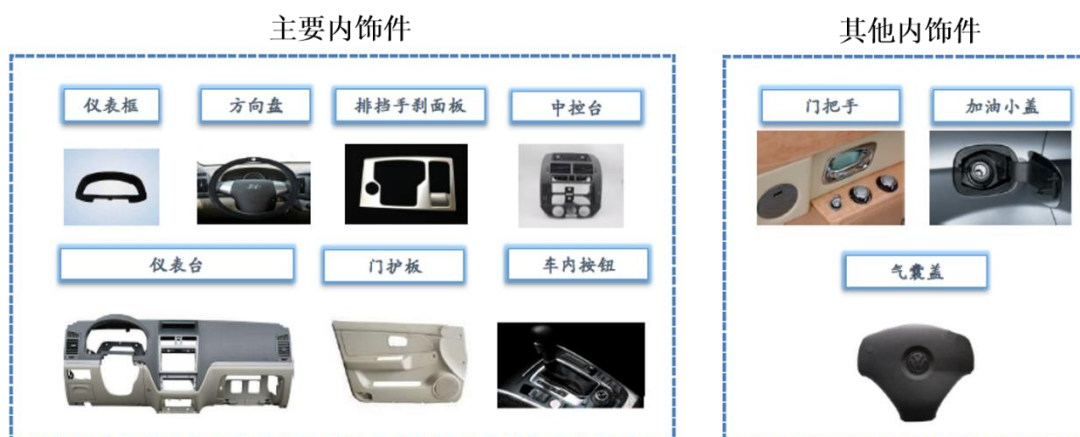 主要内饰件
其他内饰件
仪表框
方向盘
排挡手刹面板
中控台
门把手
加油小盖
仪表台
门护板
车内按钮
气囊盖